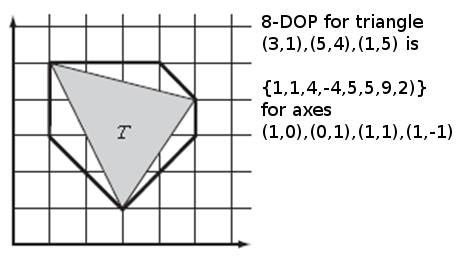 8-DOP for triangle
(3,1),(5,4),(1,5) is
{1,1,4,-4,5,5,9,2)}
for axes
(1,0),(0,1),(1,1),(1,-1)
T